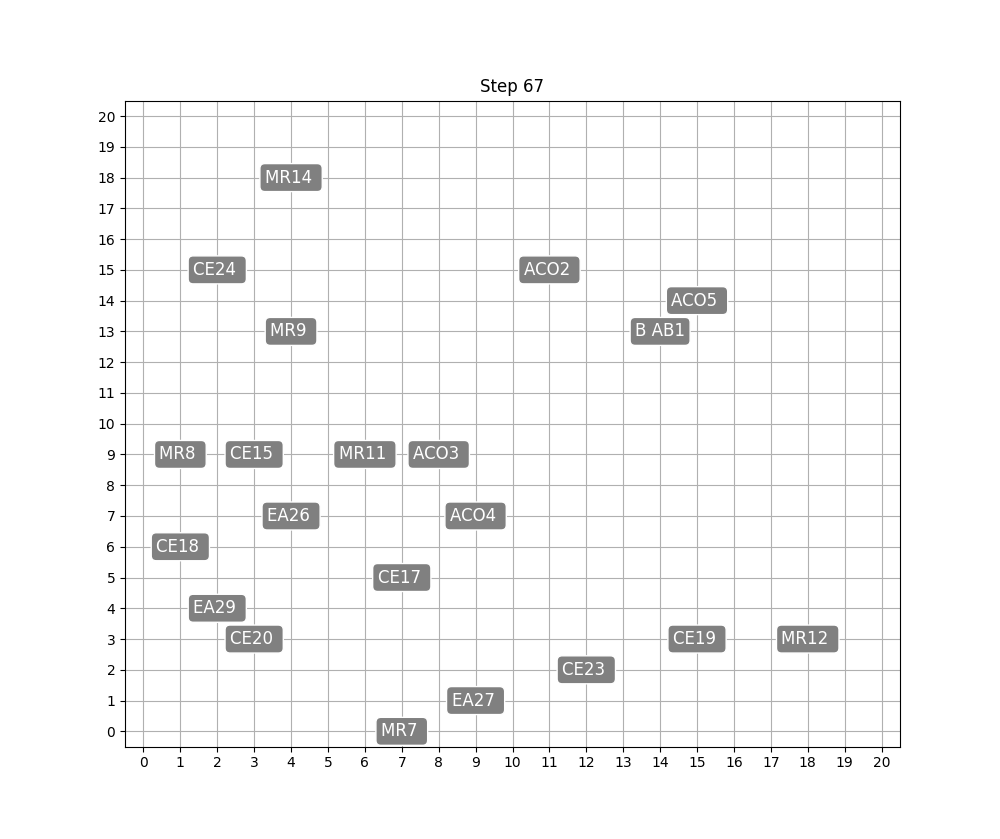 Step 67
20
19
18
MR14
17
16
15
CE24
ACO2
14
ACO5
13
MR9
B AB1
12
11
10
9
MR8
CE15
MR11
ACO3
8
7
EA26
ACO4
6
CE18
5
CE17
4
EA29
3
CE20
CE19
MR12
2
CE23
1
EA27
0
MR7
0 1 2 3 4 5 6 7 8 9 10 11 12 13 14 15 16 17 18 19 20